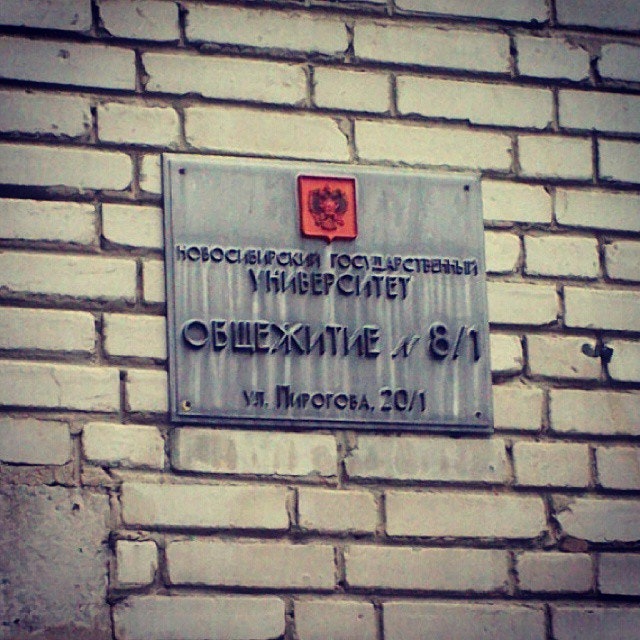 НОВОСИБИРСКИЙ ГОСУДАРСТВЕННЫЙ
УНИВЕРСИТЕТ
ОБЩЕЖИТИЕ № 8/1
ул. Пирогова, 20/1